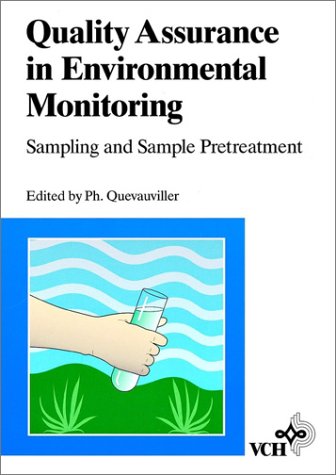 Quality Assurance
in Environmental
Monitoring
Sampling and Sample Pretreatment
Edited by Ph. Quevauviller
VCH